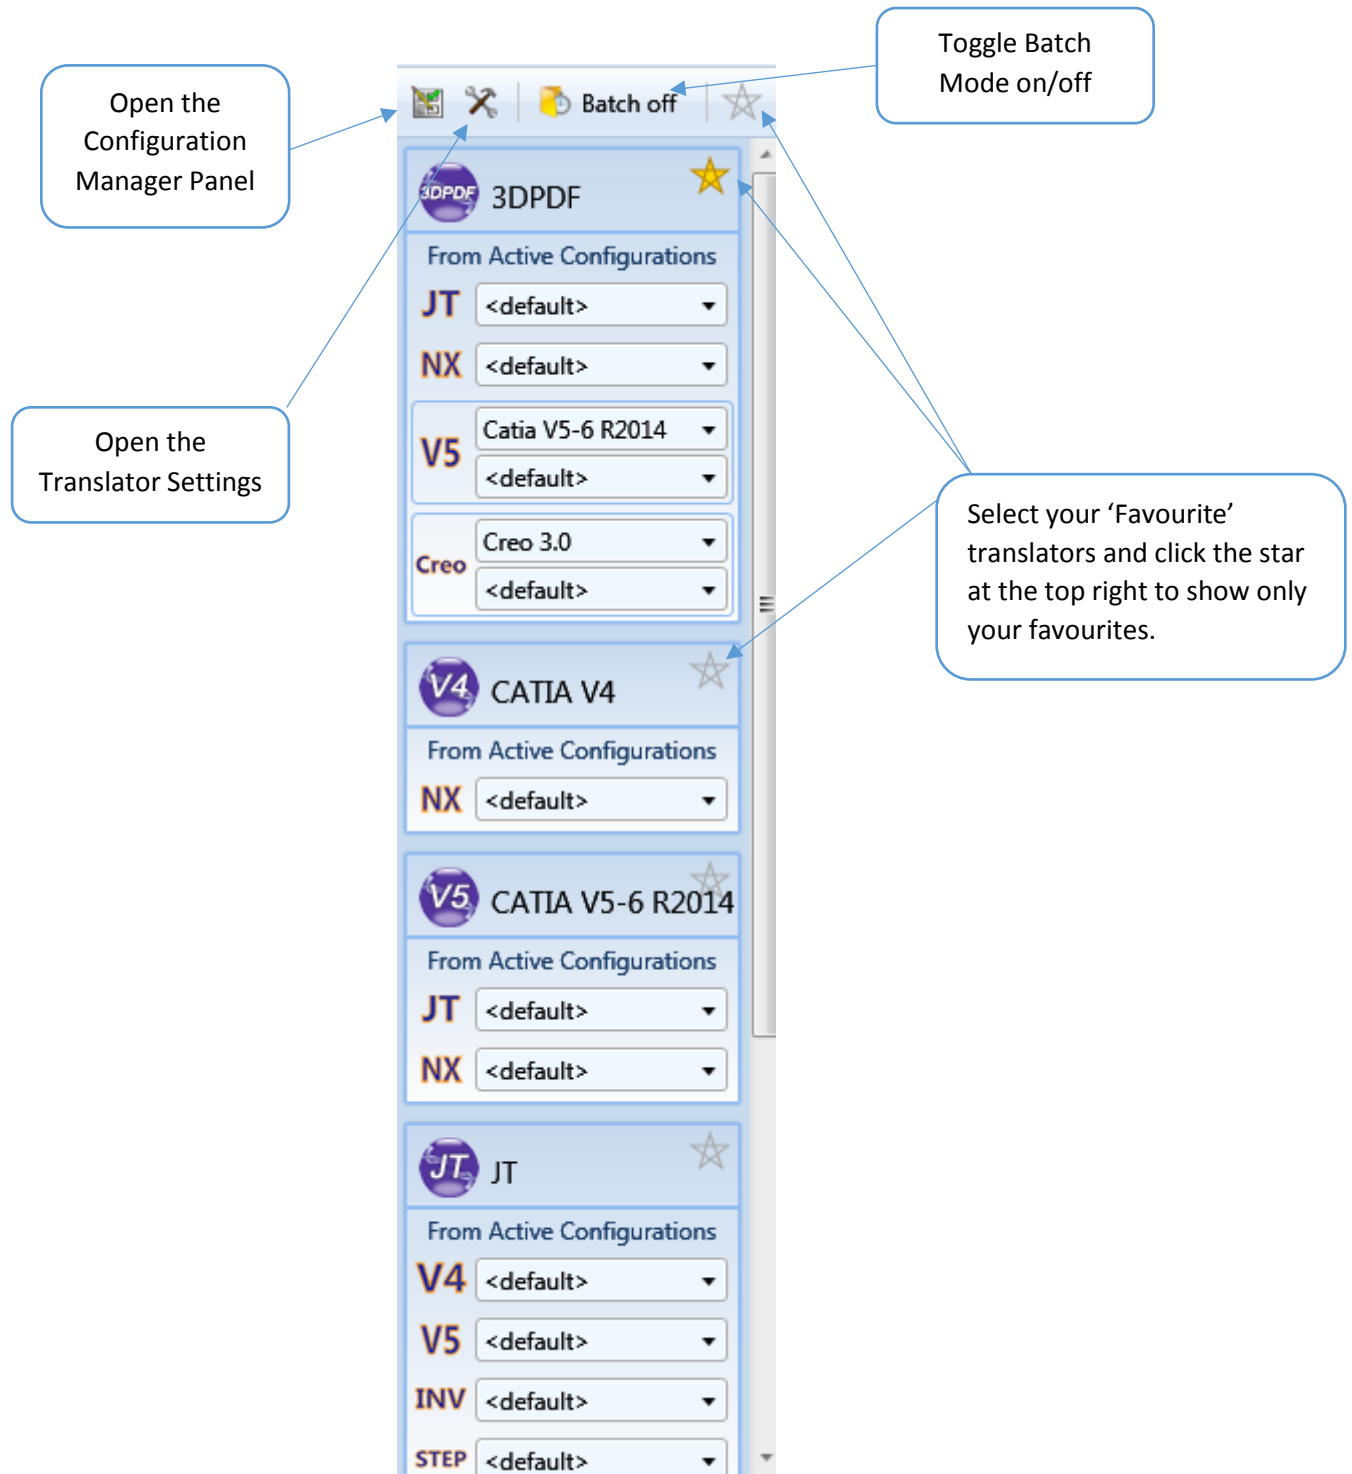 Toggle Batch
Mode on/off
Open the
Configuration
Manager Panel
Batch off
3DPDF
3DPDF
From Active Configurations
JT <default>
NX <default>
V5 Catia V5-6 R2014
<default>
Creo Creo 3.0
<default>
Open the
Translator Settings
Select your ‘Favourite’
translators and click the star
at the top right to show only
your favourites.
V4 CATIA V4
From Active Configurations
NX <default>
V5 CATIA V5-6 R2014
From Active Configurations
JT <default>
NX <default>
JT JT
From Active Configurations
V4 <default>
V5 <default>
INV <default>
STEP <default>